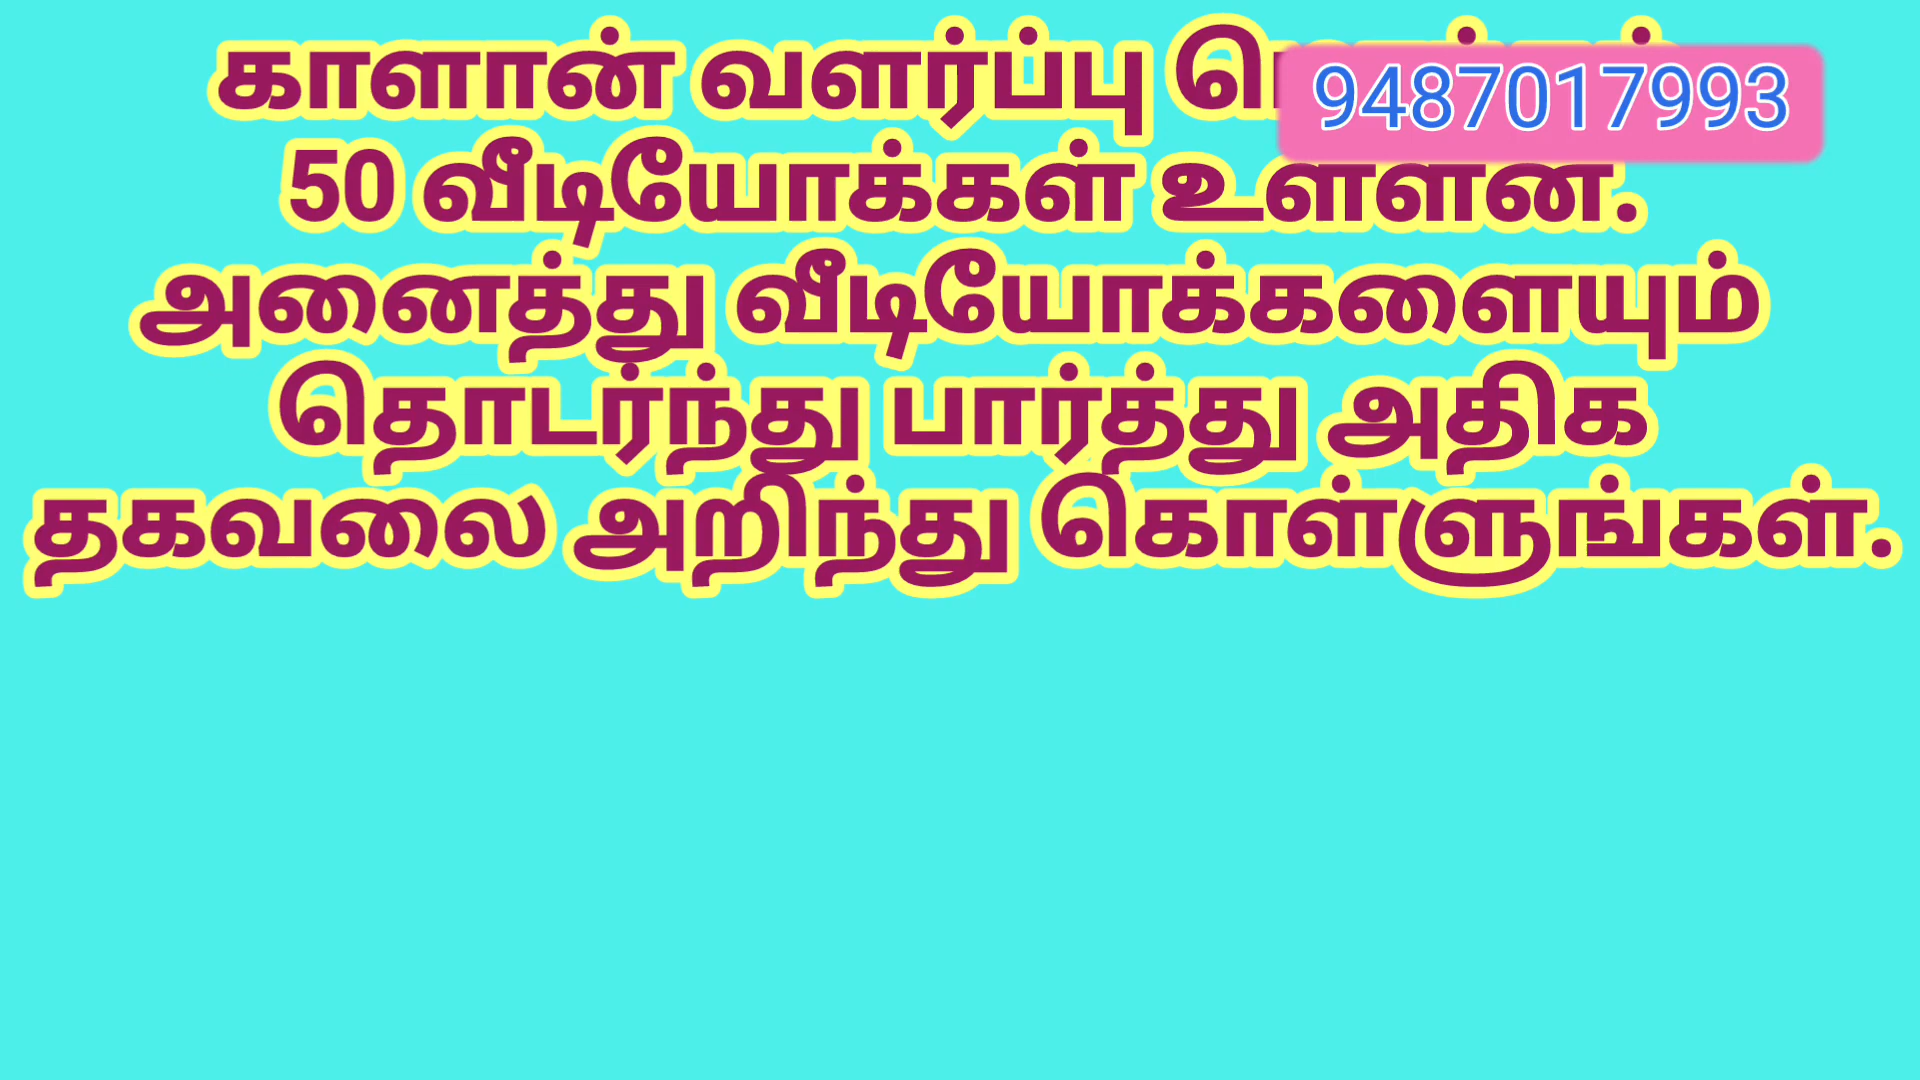 காளான் வளர்ப்பு
9487017993
50 வீடியோக்கள் உள்ளன.
அனைத்து வீடியோக்களையும்
தொடர்ந்து பார்த்து அதிக
தகவலை அறிந்து கொள்ளுங்கள்.